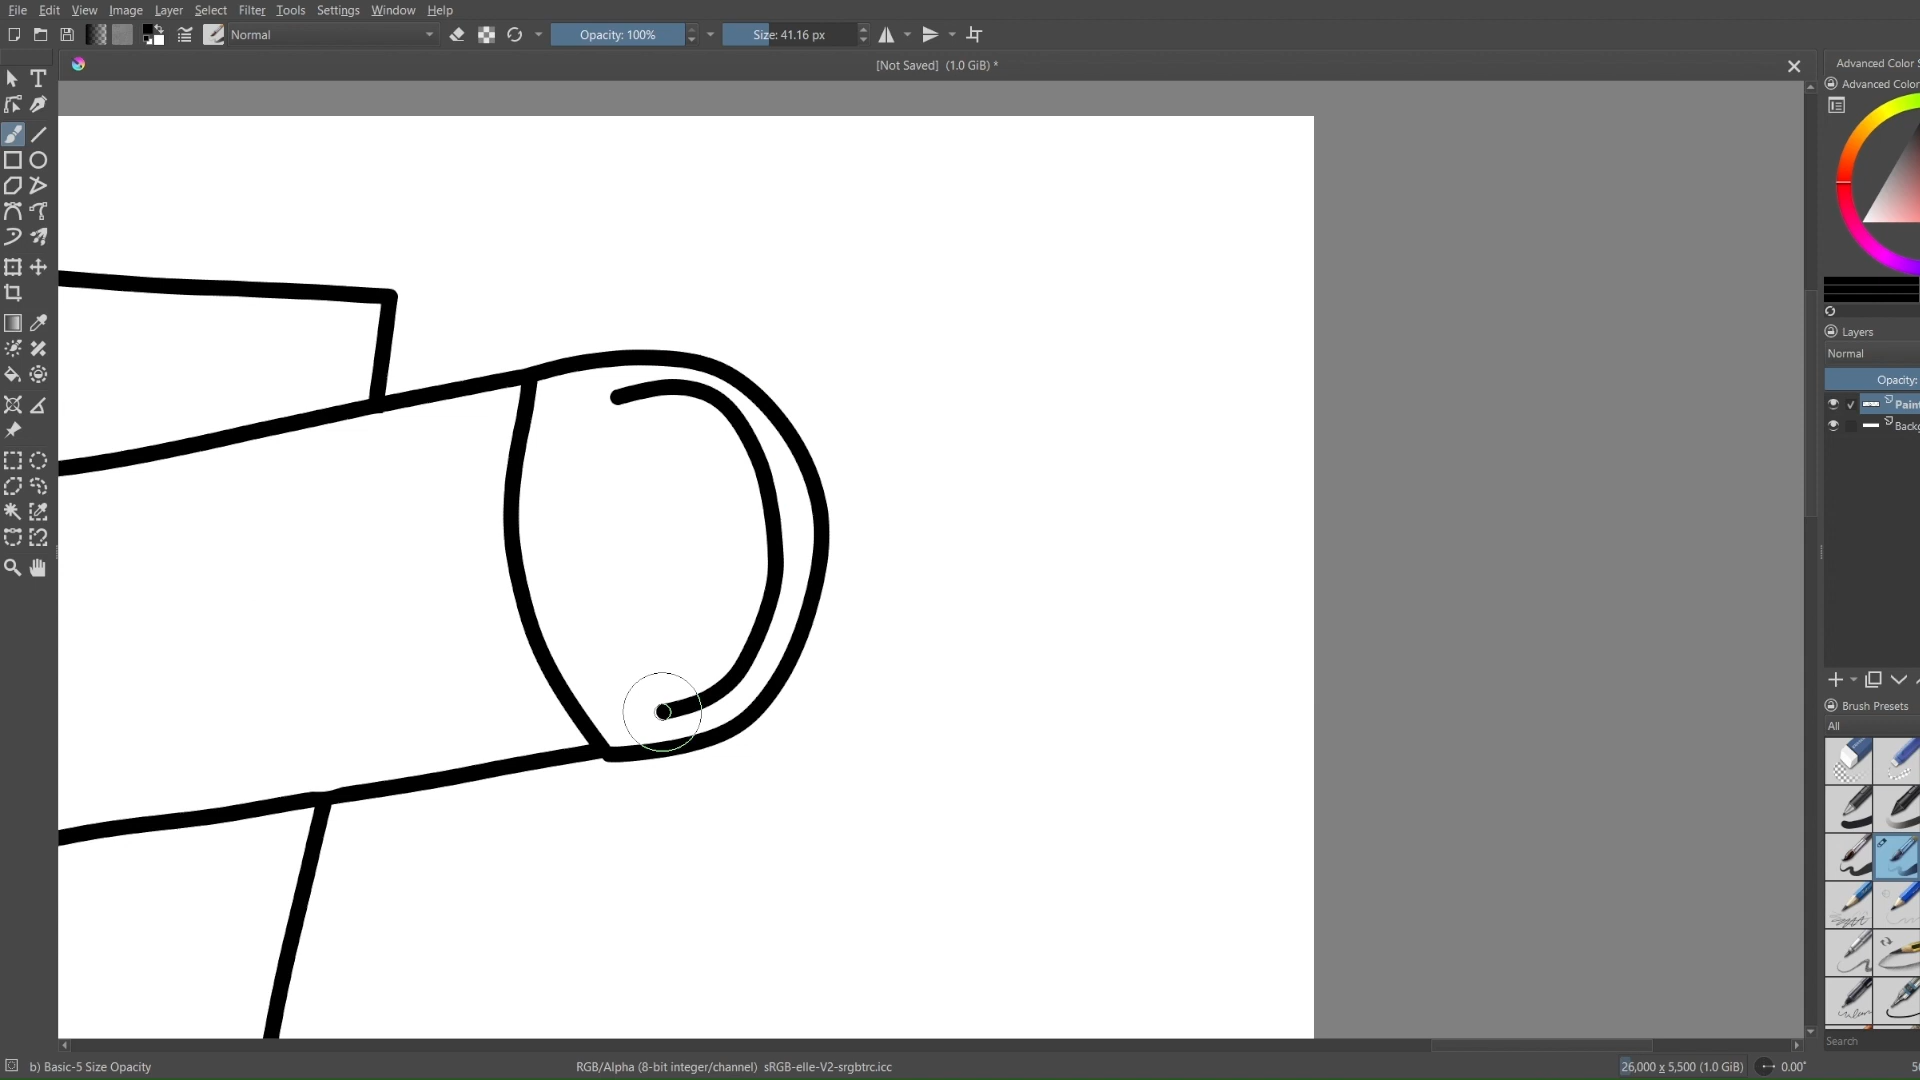 File Edit View Image Layer Select Filter Tools Settings Window Help
Normal Opacity: 100% Size: 41.16 px
[Not Saved] (1.0 GiB) *
Advanced Color S
Advanced Color
Layers
Normal
Opacity:
Paint
Backg
Brush Presets
All
Search
b) Basic-5 Size Opacity
RGB/Alpha (8-bit integer/channel) sRGB-elle-V2-srgbtrc.icc
26,000 x 5,500 (1.0 GiB)
0.00°
50